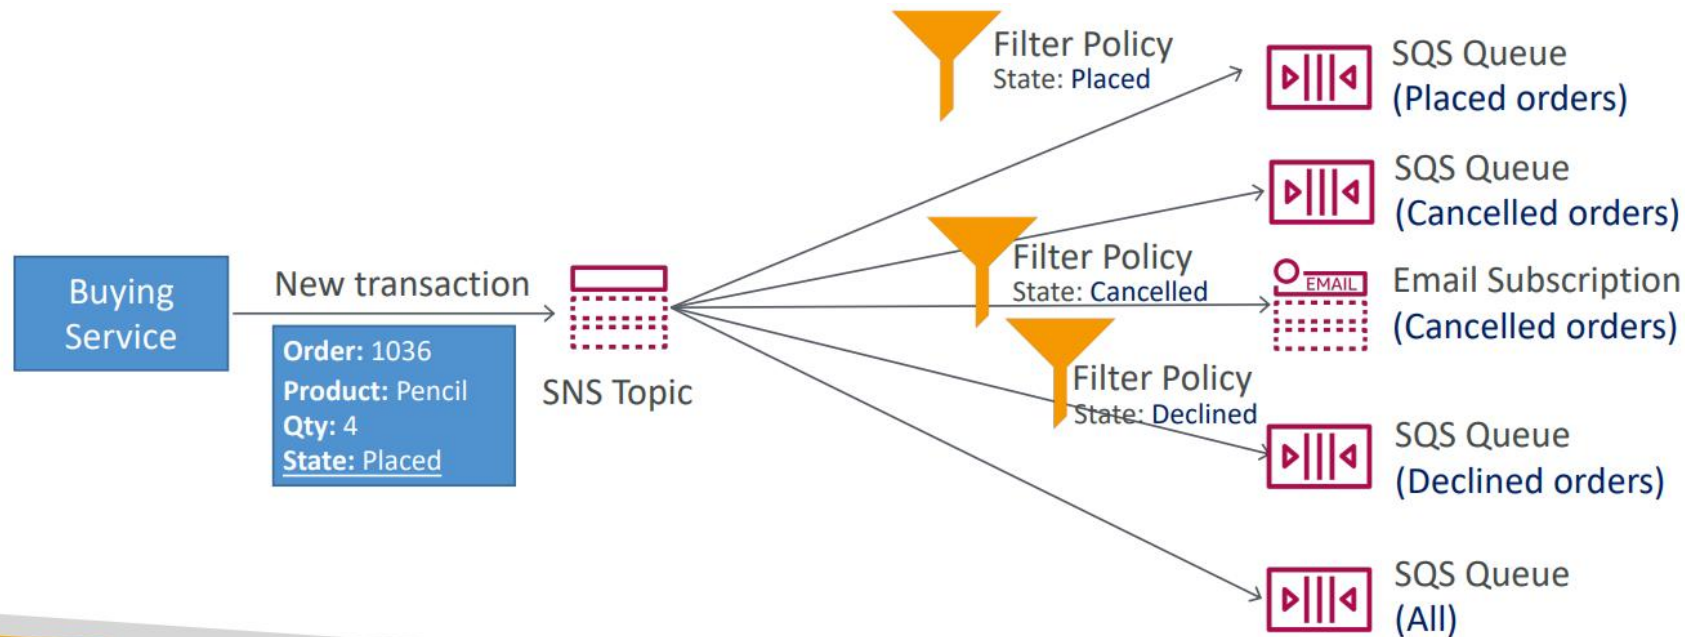 Filter Policy
State: Placed
SQS Queue
(Placed orders)
SQS Queue
(Cancelled orders)
Buying
Service
New transaction
Order: 1036
Product: Pencil
Qty: 4
State: Placed
SNS Topic
Filter Policy
State: Cancelled
EMAIL
Email Subscription
(Cancelled orders)
Filter Policy
State: Declined
SQS Queue
(Declined orders)
SQS Queue
(All)